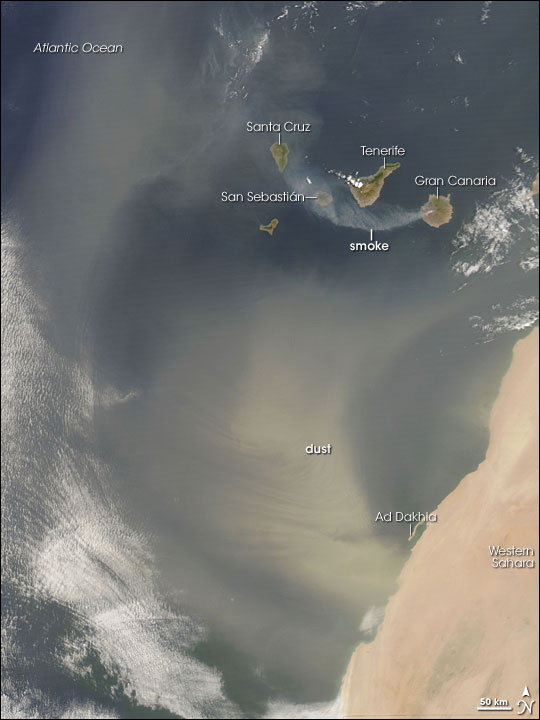 Atlantic Ocean
Santa Cruz
Tenerife
Gran Canaria
San Sebastián
smoke
dust
Ad Dakhla
Western
Sahara
50 km
N